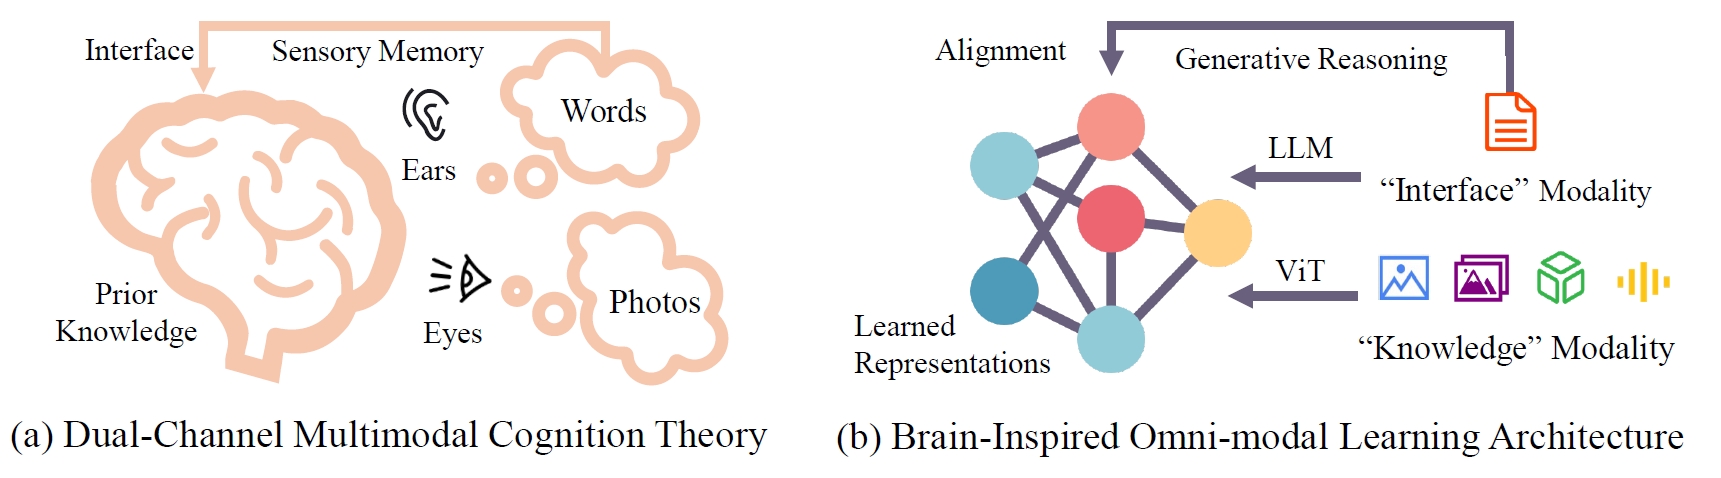 Interface
Sensory Memory
Words
Ears
Prior
Knowledge
Eyes
Photos
(a) Dual-Channel Multimodal Cognition Theory
Alignment
Generative Reasoning
LLM
“Interface” Modality
ViT
Learned
Representations
“Knowledge” Modality
(b) Brain-Inspired Omni-modal Learning Architecture